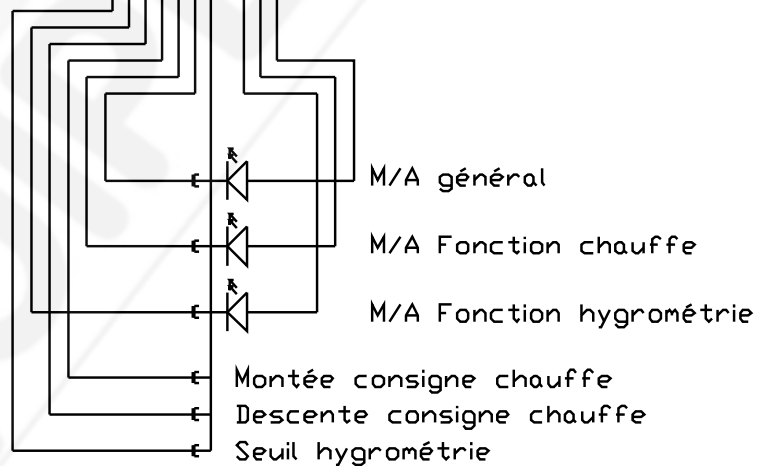 M/A général
M/A Fonction chauffe
M/A Fonction hygrométrie
Montée consigne chauffe
Descente consigne chauffe
Seuil hygrométrie